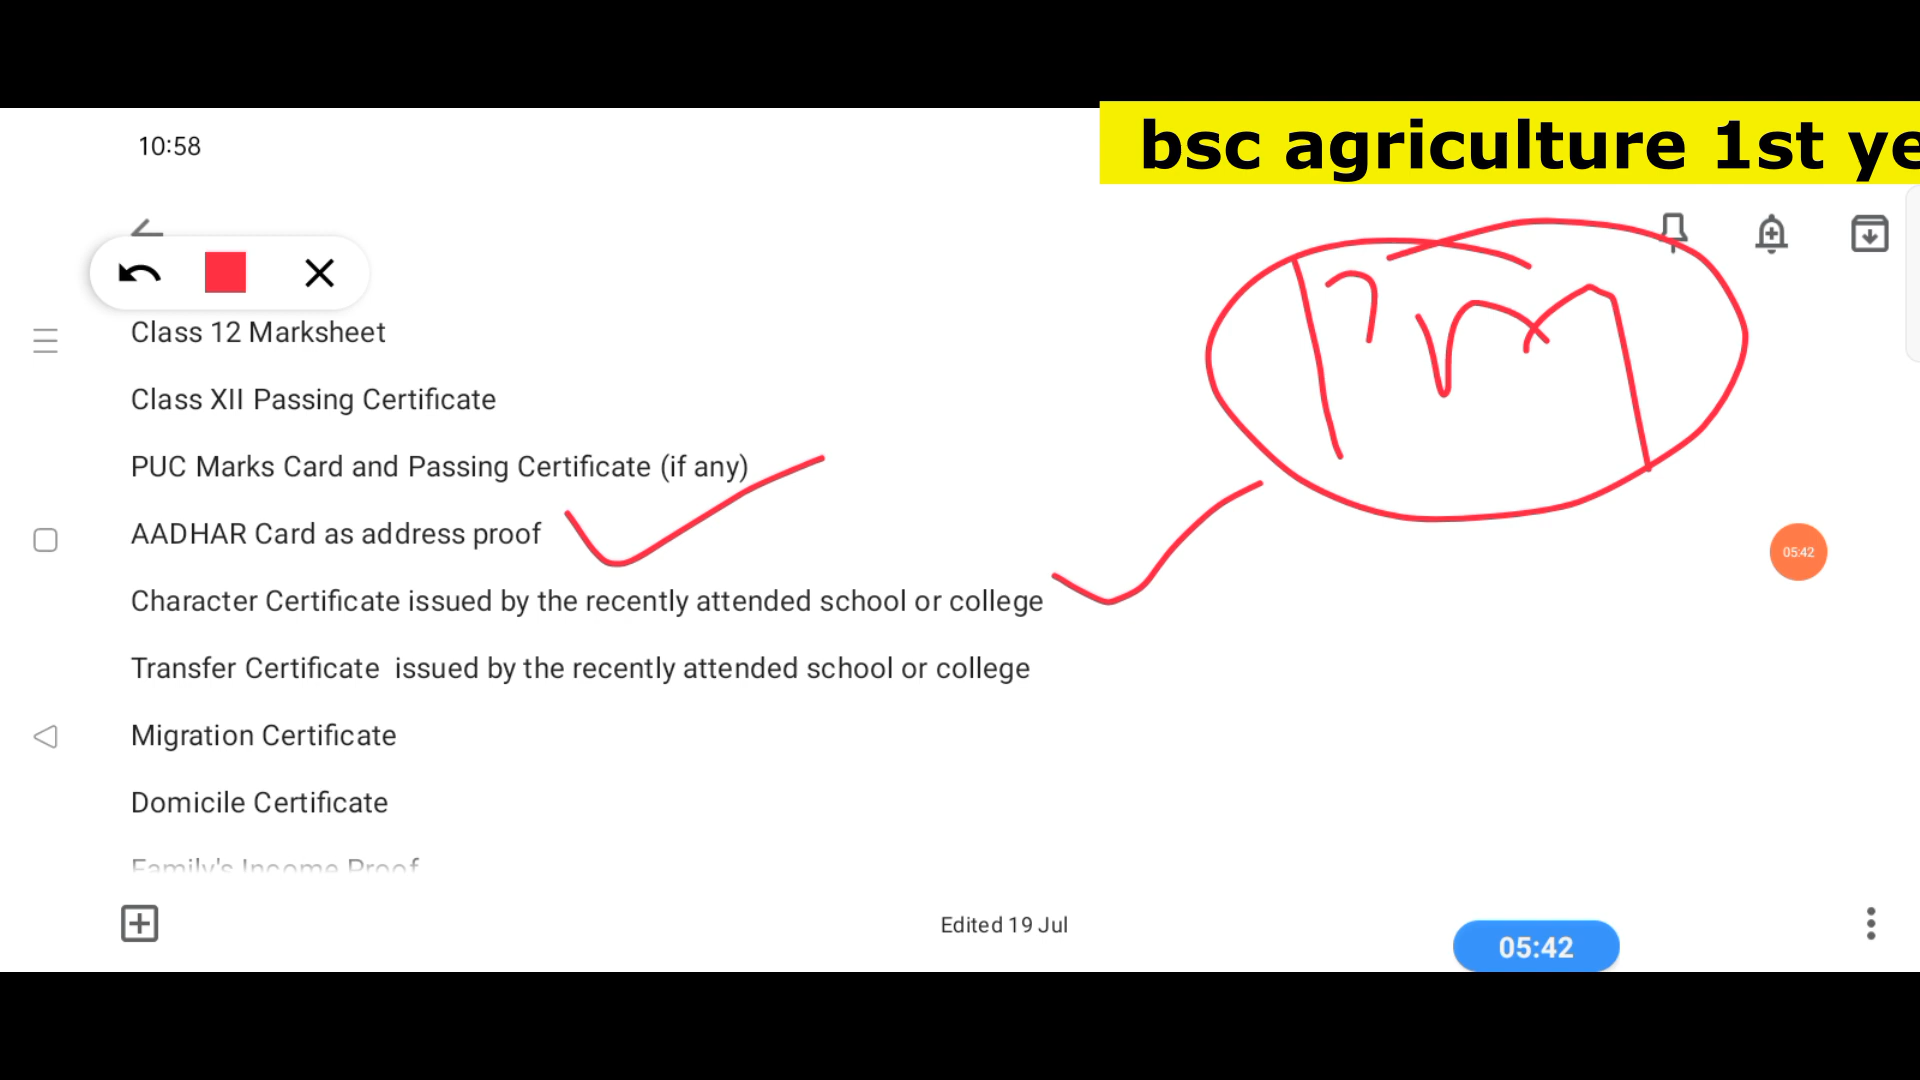 bsc agriculture 1st ye
10:58
Class 12 Marksheet
Class XII Passing Certificate
PUC Marks Card and Passing Certificate (if any)
AADHAR Card as address proof
05:42
Character Certificate issued by the recently attended school or college
Transfer Certificate issued by the recently attended school or college
Migration Certificate
Domicile Certificate
Family's Income Proof
Edited 19 Jul
05:42